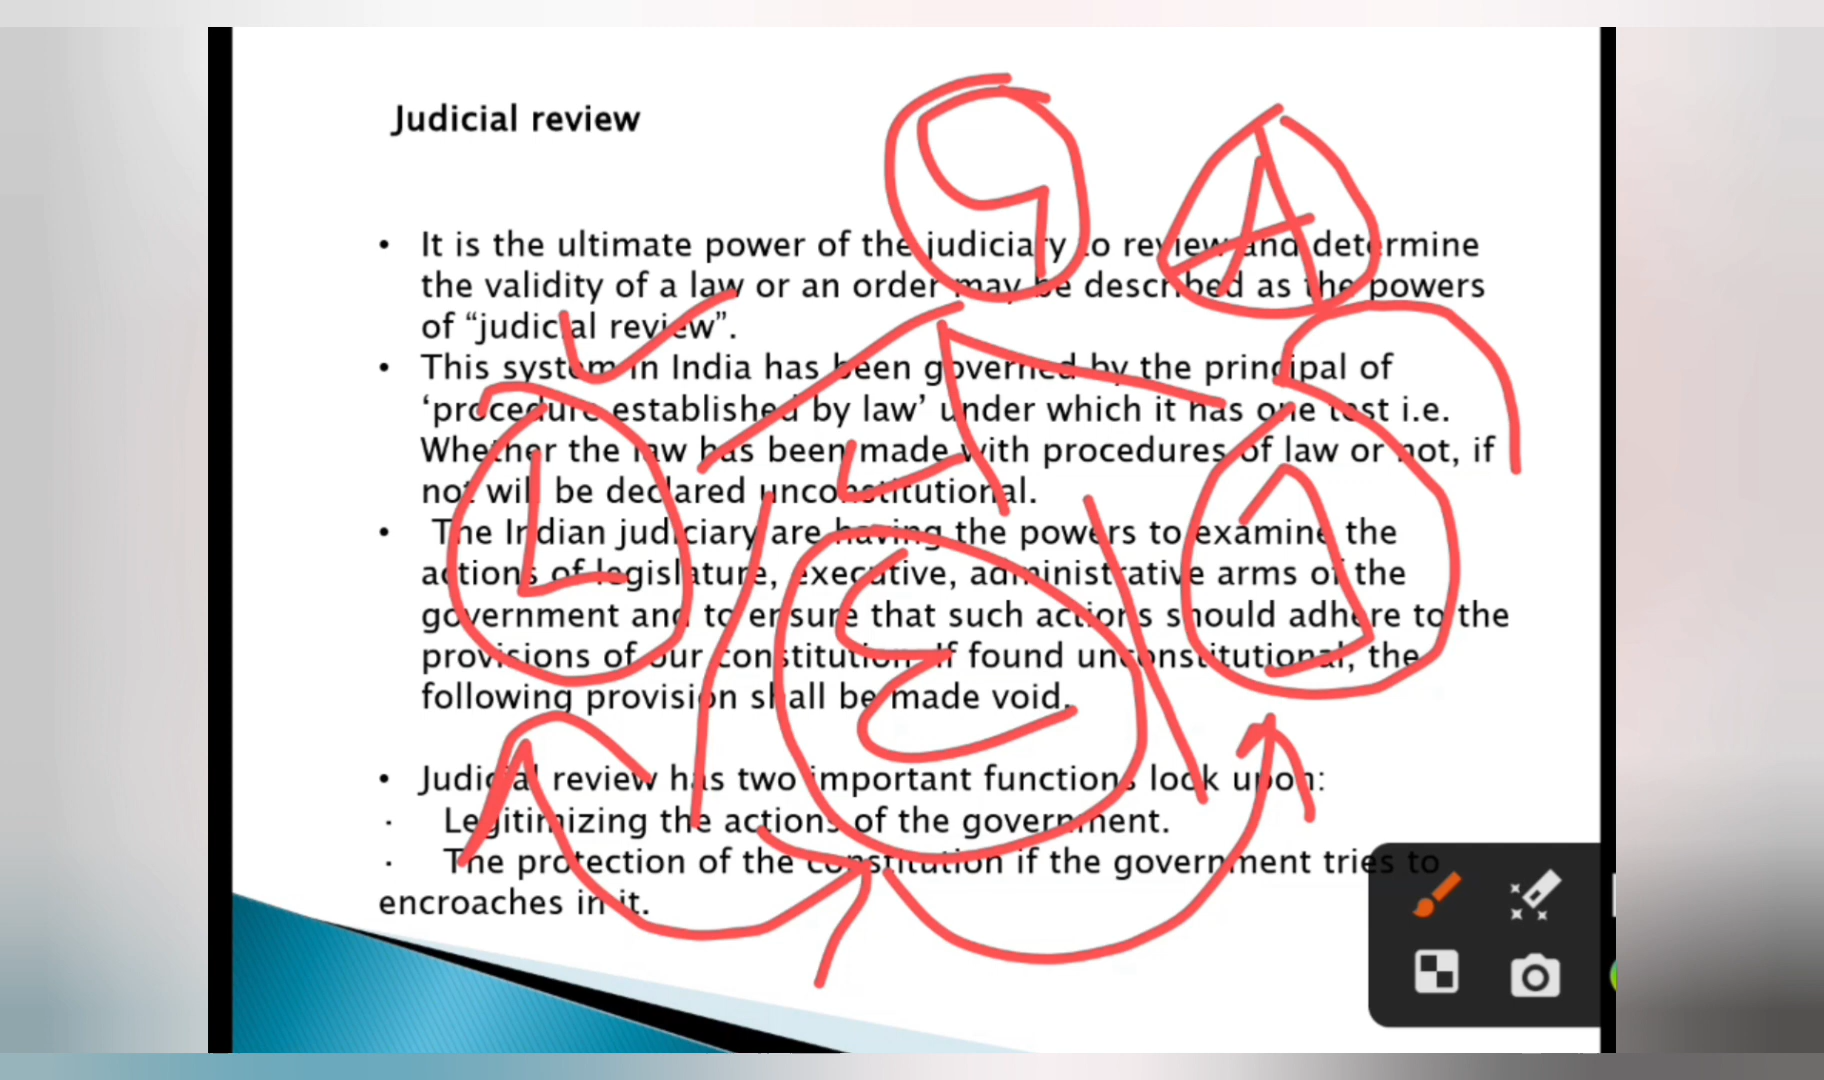 Judicial review
• It is the ultimate power of the judiciary to review and determine
the validity of a law or an order may be described as the powers
of “judicial review”.
• This system in India has been governed by the principal of
‘procedure established by law’ under which it has one test i.e.
Whether the law has been made with procedures of law or not, if
not will be declared unconstitutional.
• The Indian judiciary are having the powers to examine the
actions of legislature, executive, administrative arms of the
government and to ensure that such actions should adhere to the
provisions of our constitution. If found unconstitutional, the
following provision shall be made void.
• Judicial review has two important functions look upon:
· Legitimizing the actions of the government.
· The protection of the constitution if the government tries to
encroaches in it.
A
L